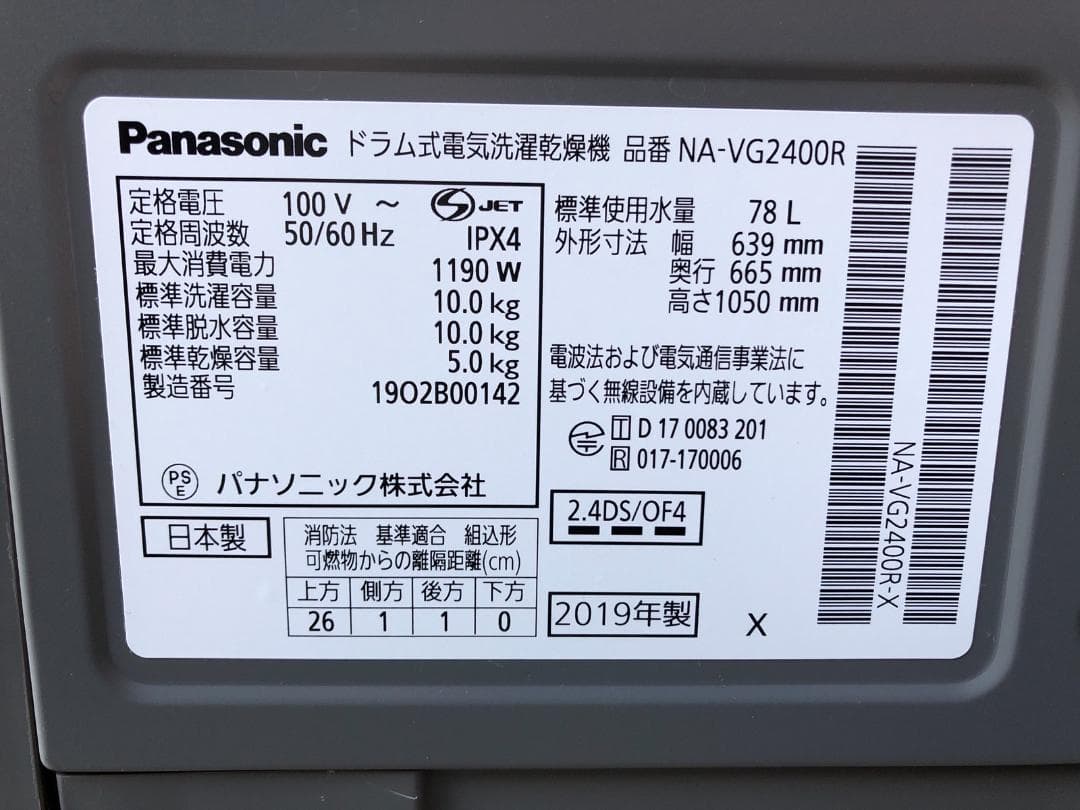 Panasonic ドラム式電気洗濯乾燥機 品番 NA-VG2400R
定格電圧 100 V ～ S JET
定格周波数 50/60 Hz IPX4
最大消費電力 1190 W
標準洗濯容量 10.0 kg
標準脱水容量 10.0 kg
標準乾燥容量 5.0 kg
製造番号 19O2B00142
PS E パナソニック株式会社
標準使用水量 78 L
外形寸法 幅 639 mm
奥行 665 mm
高さ1050 mm
電波法および電気通信事業法に
基づく無線設備を内蔵しています。
T D 17 0083 201
R 017-170006
2.4DS/OF4
日本製
消防法 基準適合 組込形
可燃物からの離隔距離(cm)
上方 側方 後方 下方
26 1 1 0
2019年製 X
NA-VG2400R-X